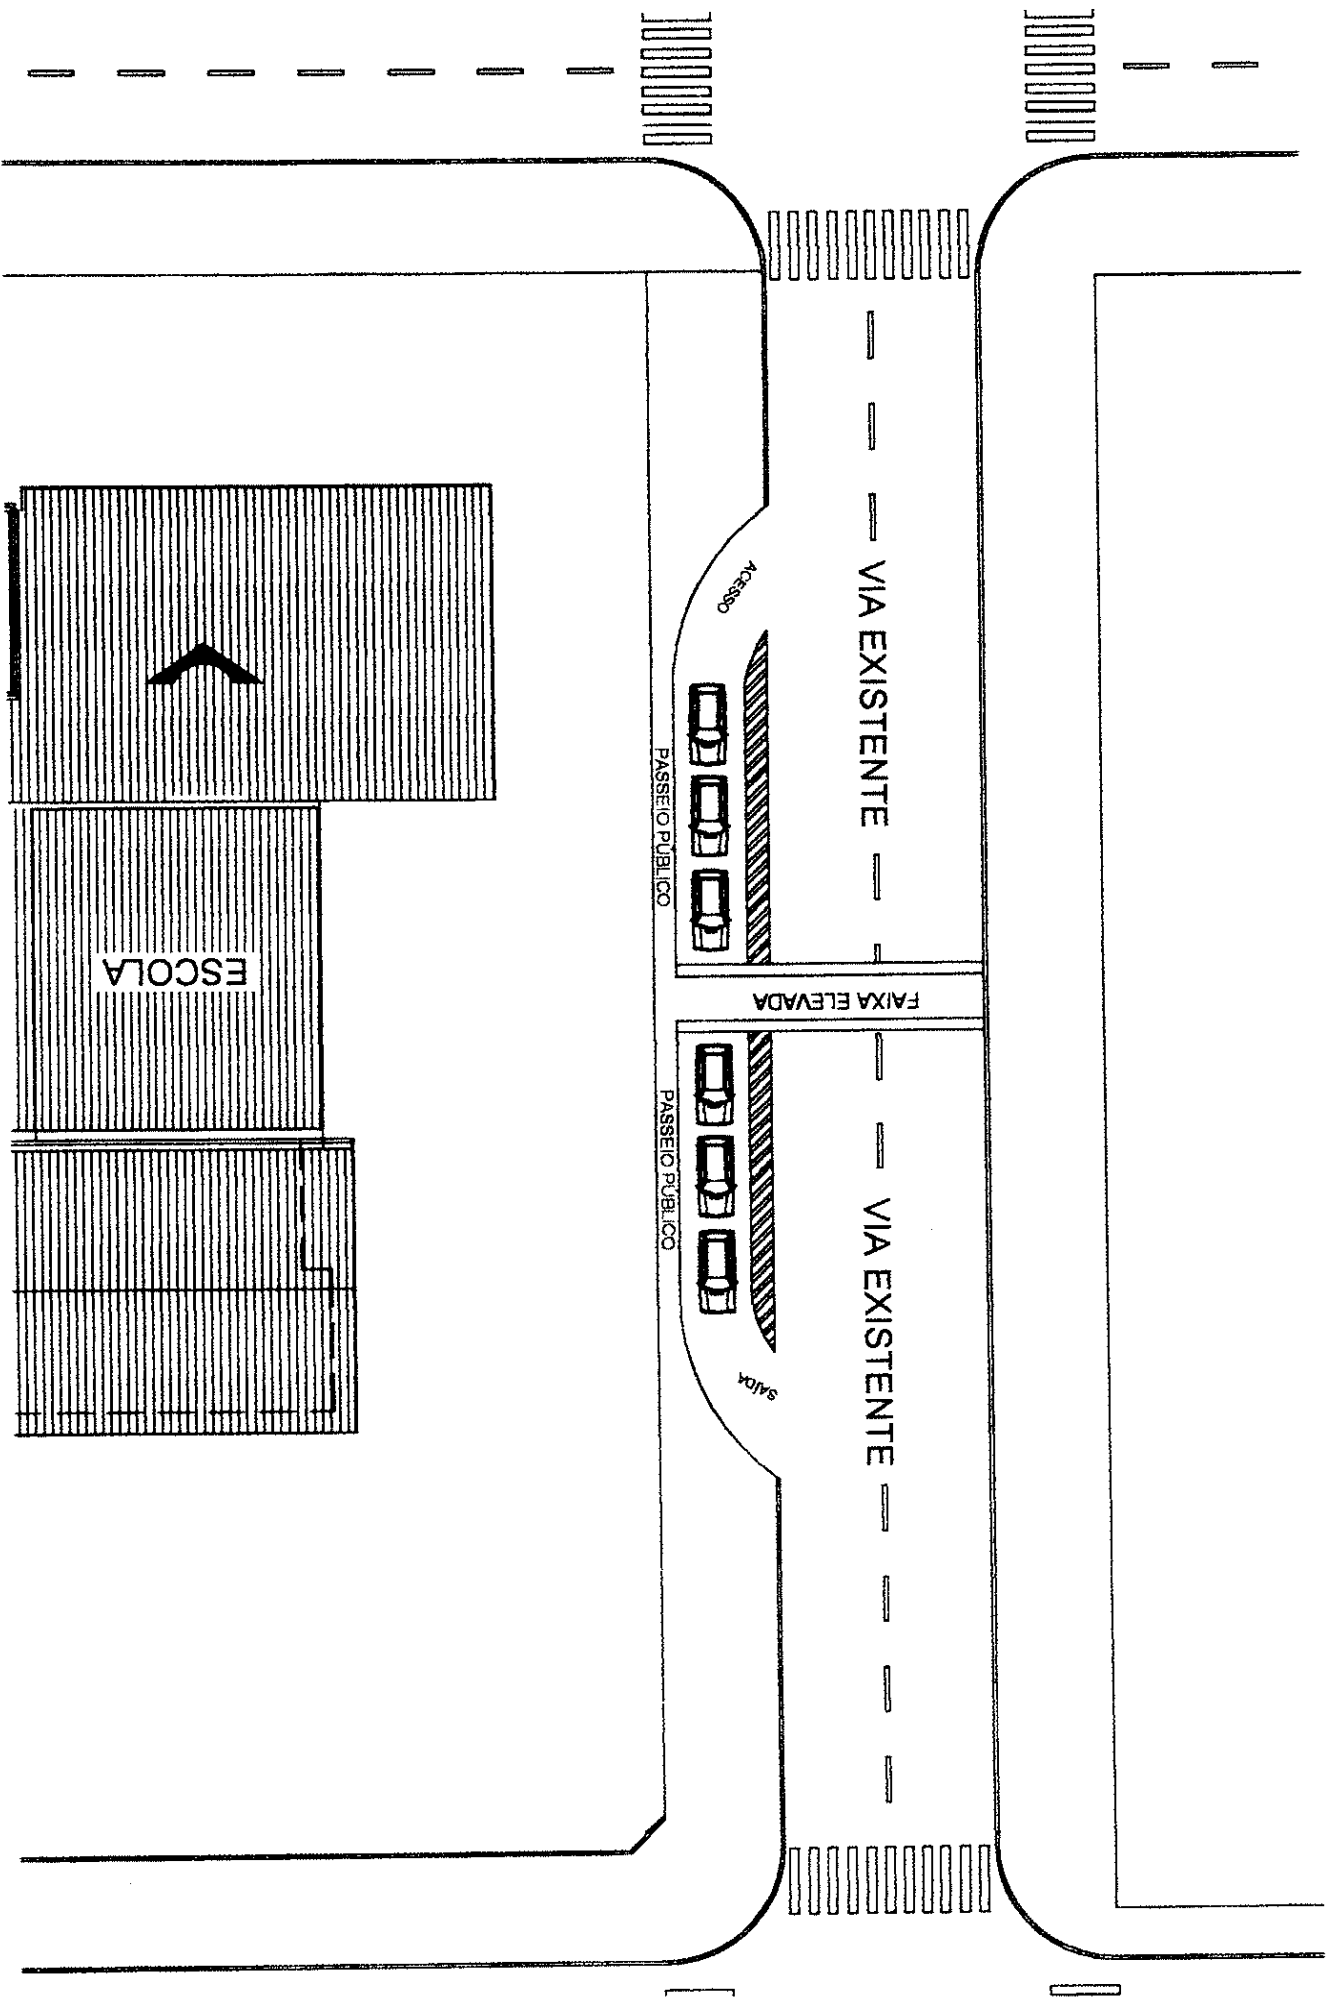 ACESSO
VIA EXISTENTE
PASSEIO PÚBLICO
ESCOLA
FAIXA ELEVADA
PASSEIO PÚBLICO
VIA EXISTENTE
SAÍDA